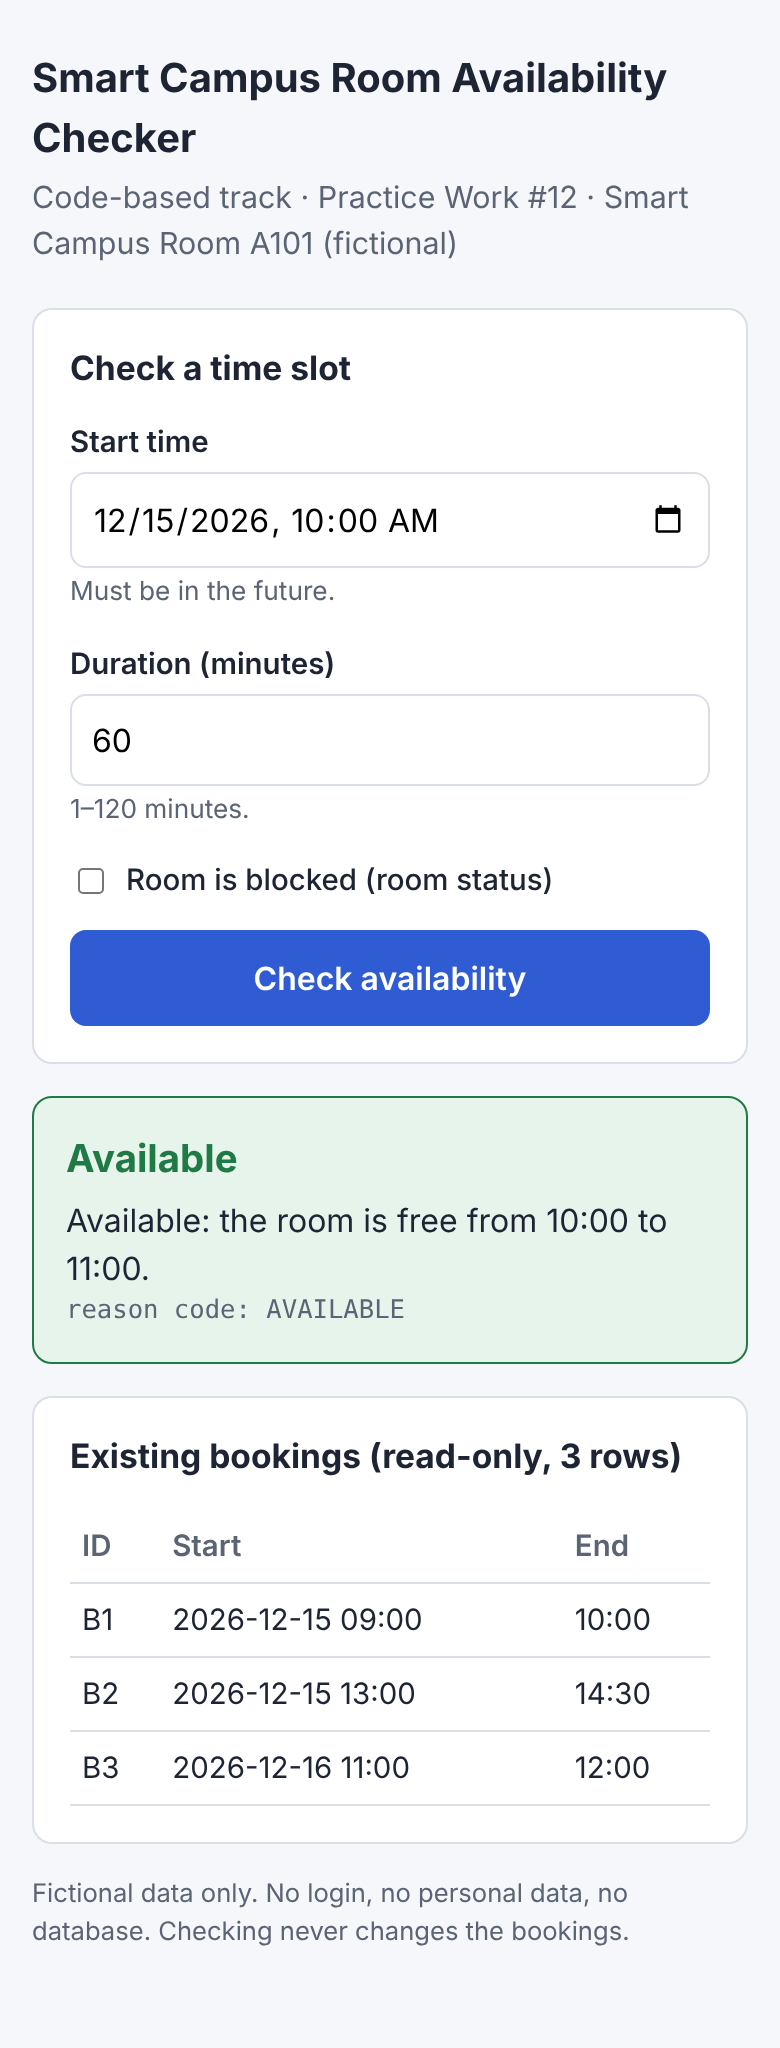 Smart Campus Room Availability
Checker
Code-based track · Practice Work #12 · Smart
Campus Room A101 (fictional)
Check a time slot
Start time
12/15/2026, 10:00 AM
Must be in the future.
Duration (minutes)
60
1–120 minutes.
Room is blocked (room status)
Check availability
Available
Available: the room is free from 10:00 to
11:00.
reason code: AVAILABLE
Existing bookings (read-only, 3 rows)
ID Start End
B1 2026-12-15 09:00 10:00
B2 2026-12-15 13:00 14:30
B3 2026-12-16 11:00 12:00
Fictional data only. No login, no personal data, no
database. Checking never changes the bookings.